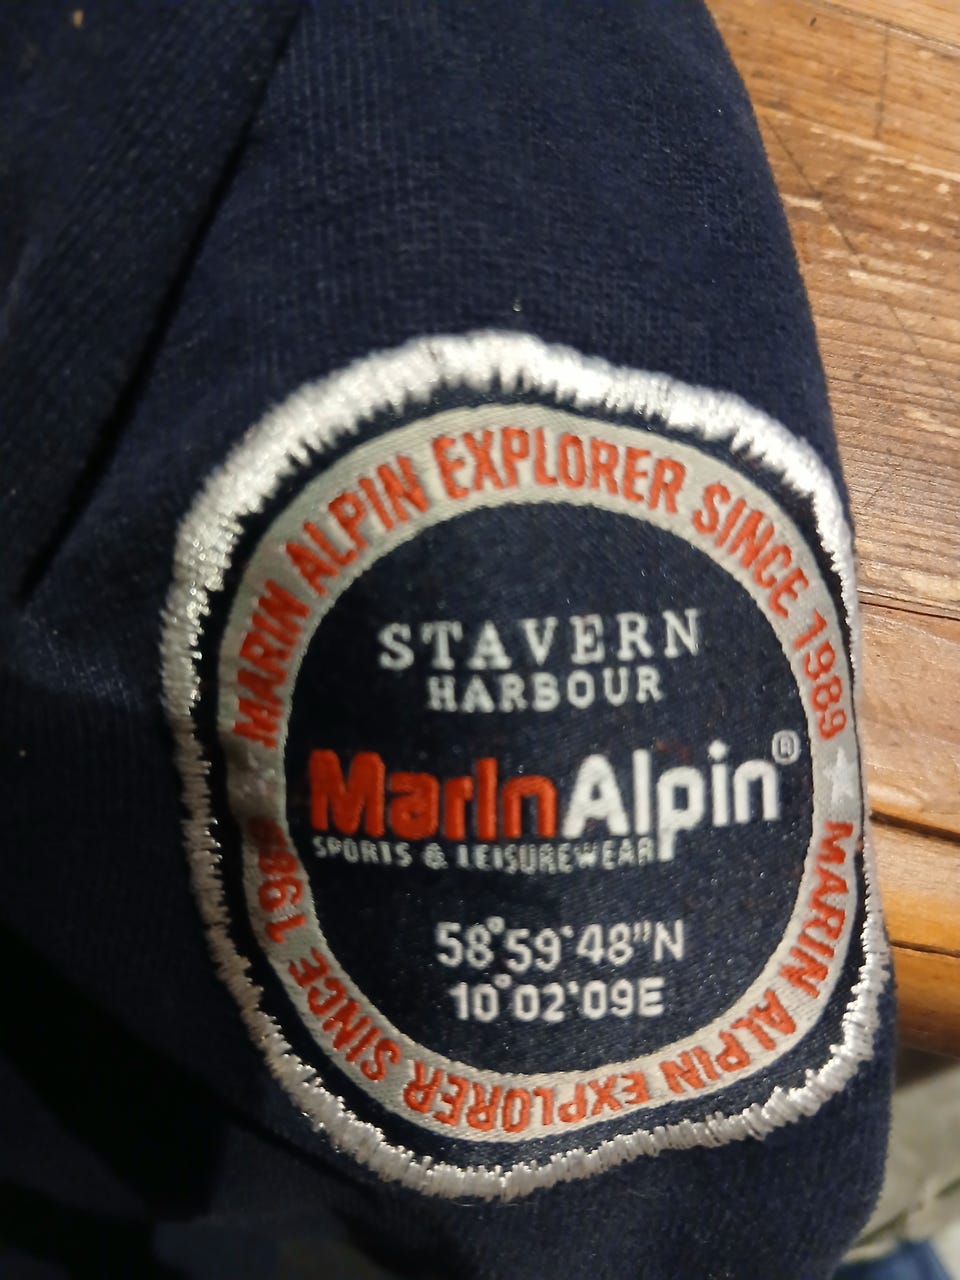 MARIN ALPIN EXPLORER SINCE 1989
STAVERN
HARBOUR
MarinAlpin®
SPORTS & LEISUREWEAR
58°59'48"N
10°02'09E
MARIN ALPIN EXPLORER SINCE 1989